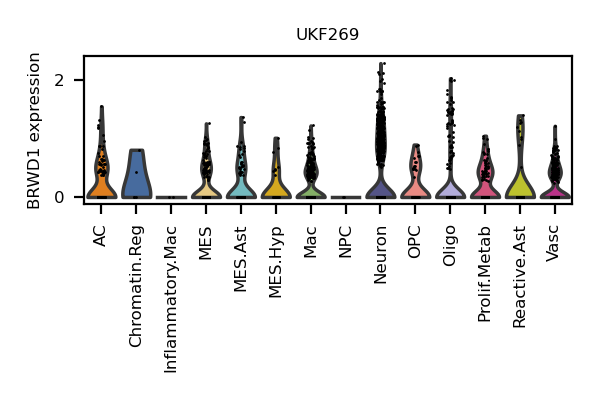 UKF269
BRWD1 expression
2
0
AC
Chromatin.Reg
Inflammatory.Mac
MES
MES.Ast
MES.Hyp
Mac
NPC
Neuron
OPC
Oligo
Prolif.Metab
Reactive.Ast
Vasc